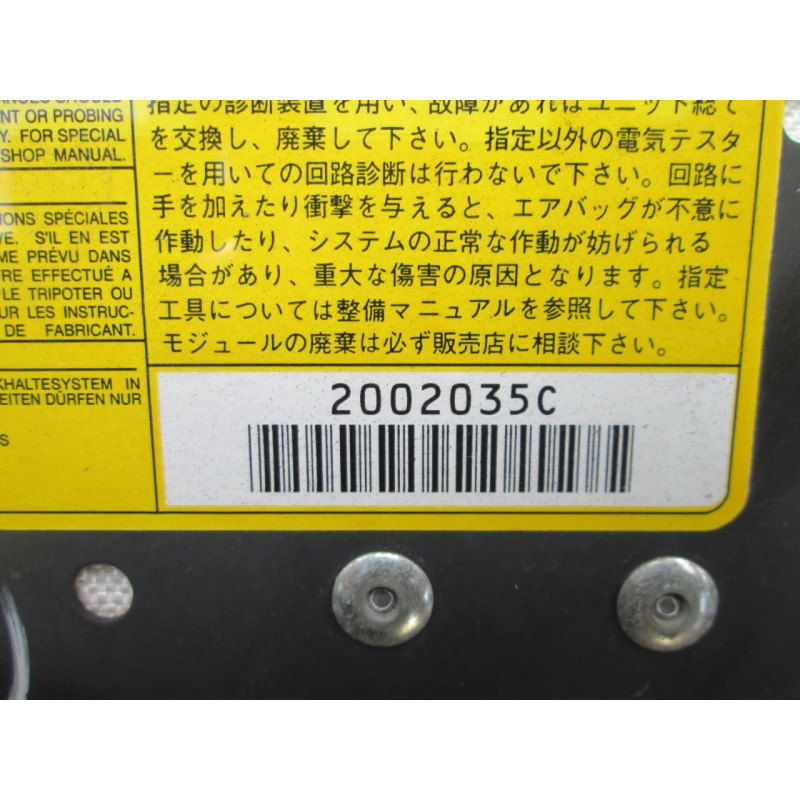 ANCES SHOULD
NT OR PROBING
Y. FOR SPECIAL
SHOP MANUAL.
IONS SPÉCIALES
VE. S'IL EN EST
ME PRÉVU DANS
TRE EFFECTUÉ A
LE TRIPOTER OU
UR LES INSTRUC-
DE FABRICANT.
KHALTESYSTEM IN
EITEN DÜRFEN NUR
S
指定の診断装置を用い、故障があればユニット総て
を交換し、廃棄して下さい。指定以外の電気テスタ
ーを用いての回路診断は行わないで下さい。回路に
手を加えたり衝撃を与えると、エアバッグが不意に
作動したり、システムの正常な作動が妨げられる
場合があり、重大な傷害の原因となります。指定
工具については整備マニュアルを参照して下さい。
モジュールの廃棄は必ず販売店に相談下さい。
2002035C